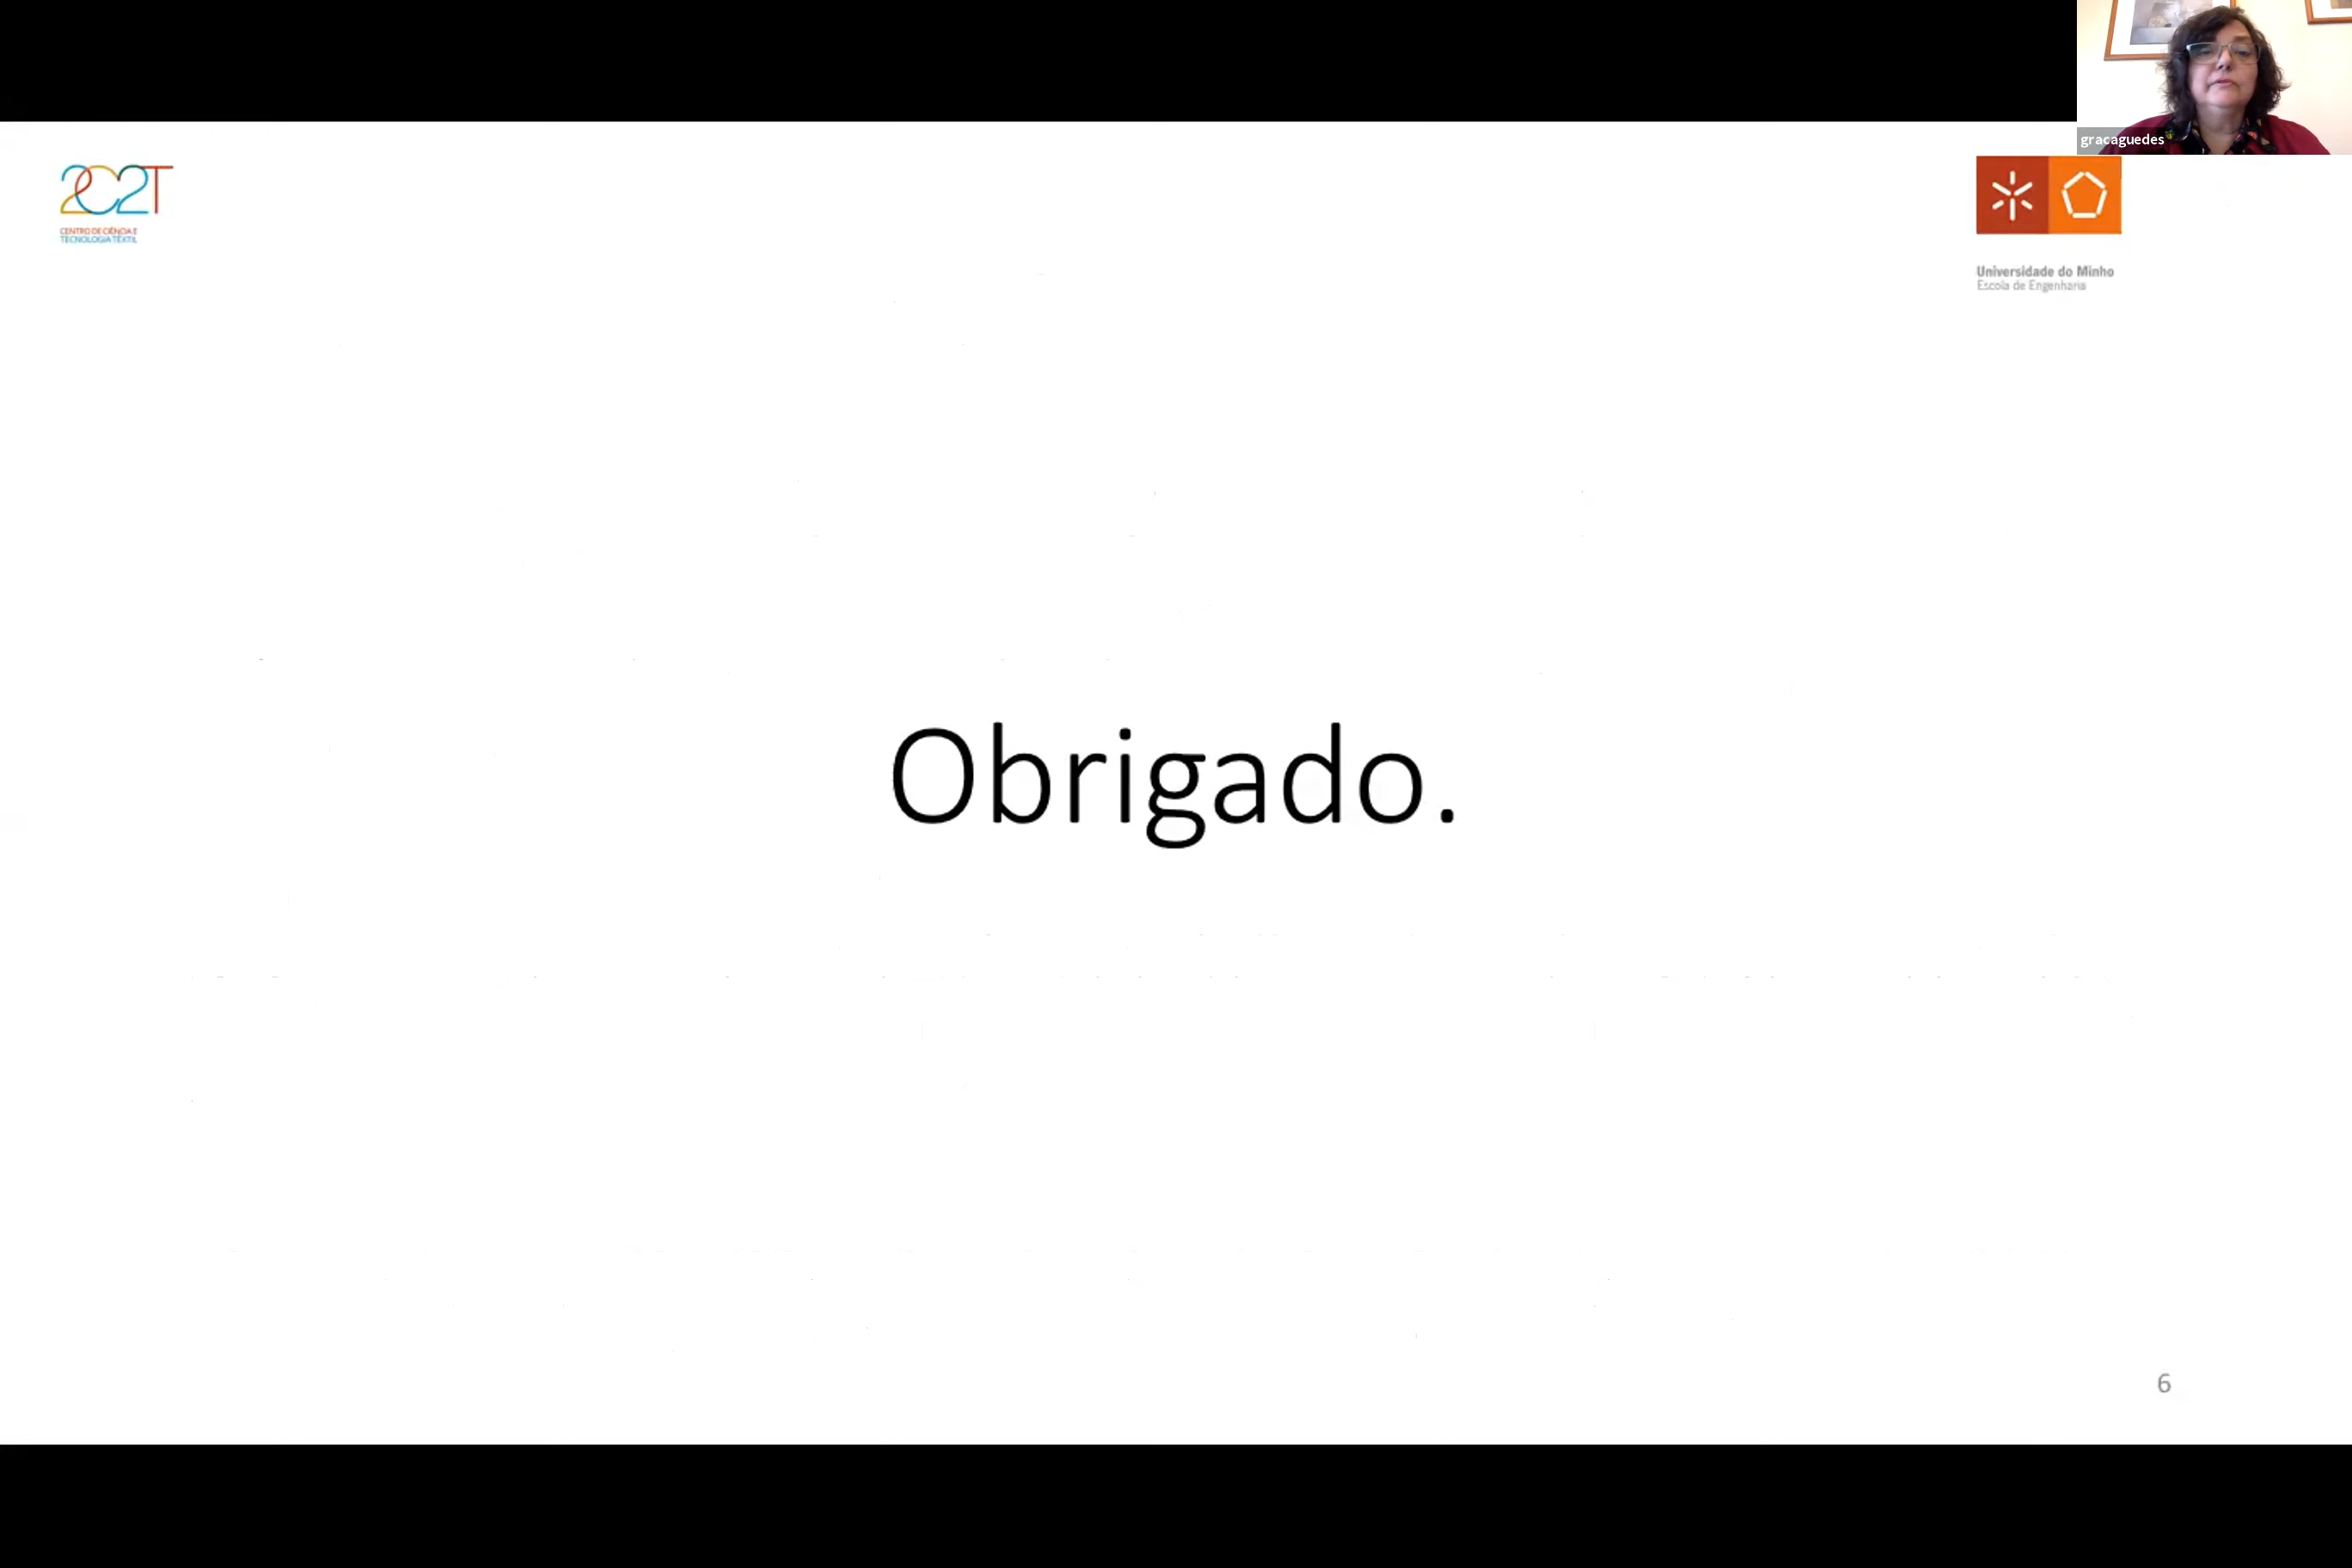 gracaguedes
2C2T
CENTRO DE CIÊNCIA E
TECNOLOGIA TÊXTIL
Universidade do Minho
Escola de Engenharia
Obrigado.
6